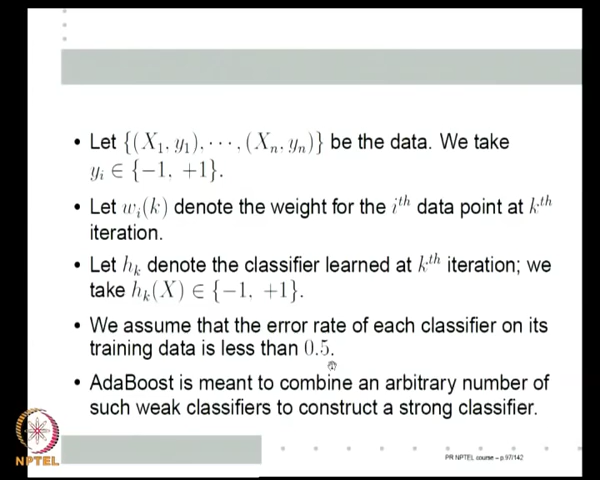 • Let {(X₁, y₁), ⋯, (Xₙ, yₙ)} be the data. We take
yᵢ ∈ {−1, +1}.
• Let wᵢ(k) denote the weight for the iᵗʰ data point at kᵗʰ
iteration.
• Let hₖ denote the classifier learned at kᵗʰ iteration; we
take hₖ(X) ∈ {−1, +1}.
• We assume that the error rate of each classifier on its
training data is less than 0.5.
• AdaBoost is meant to combine an arbitrary number of
such weak classifiers to construct a strong classifier.
NPTEL
PR NPTEL course – p.97/142